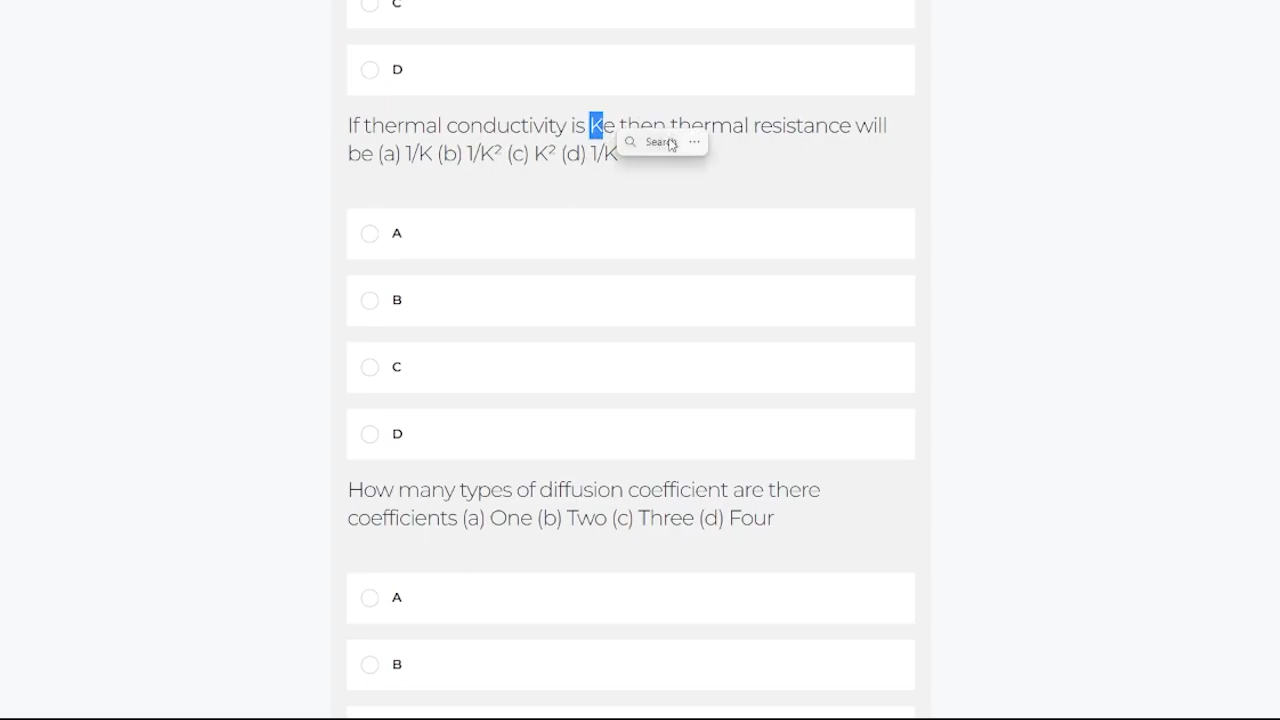 C
D
If thermal conductivity is Ke then thermal resistance will
be (a) 1/K (b) 1/K² (c) K² (d) 1/K
Search
A
B
C
D
How many types of diffusion coefficient are there
coefficients (a) One (b) Two (c) Three (d) Four
A
B